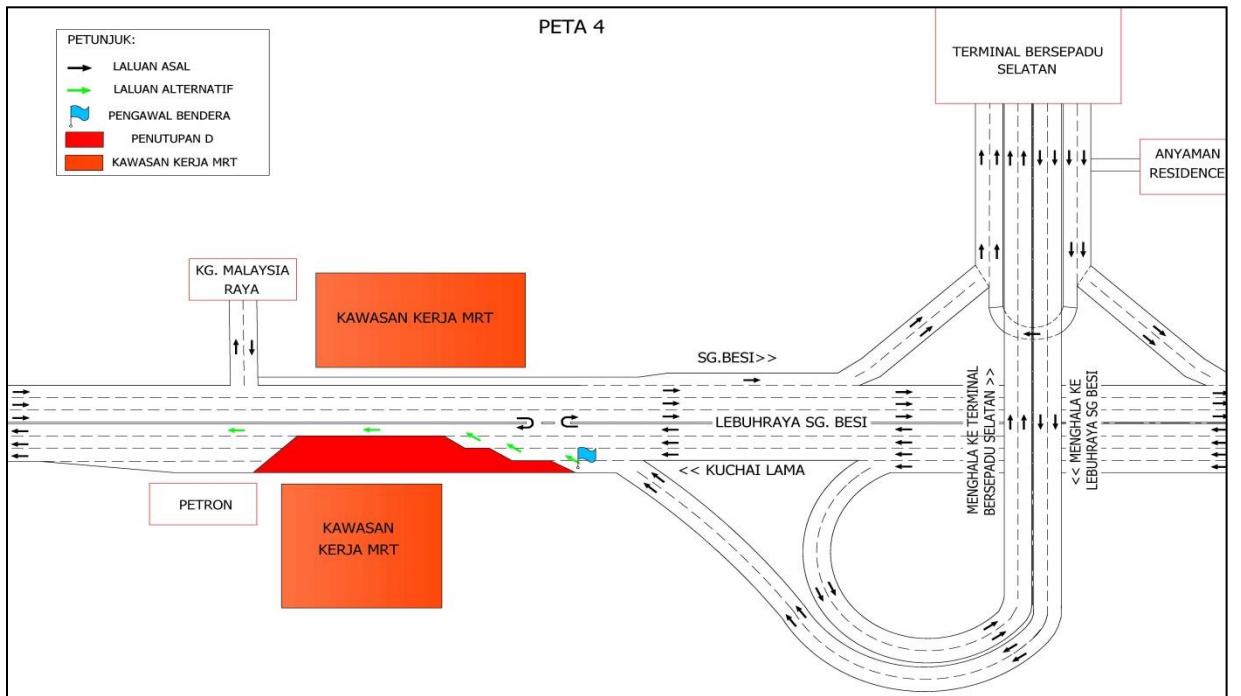 PETA 4
PETUNJUK:
LALUAN ASAL
LALUAN ALTERNATIF
PENGAWAL BENDERA
PENUTUPAN D
KAWASAN KERJA MRT
TERMINAL BERSEPADU
SELATAN
ANYAMAN
RESIDENCE
KG. MALAYSIA
RAYA
KAWASAN KERJA MRT
SG.BESI>>
LEBUHRAYA SG. BESI
<< KUCHAI LAMA
MENGHALA KE TERMINAL
BERSEPADU SELATAN >>
<< MENGHALA KE
LEBUHRAYA SG BESI
PETRON
KAWASAN
KERJA MRT